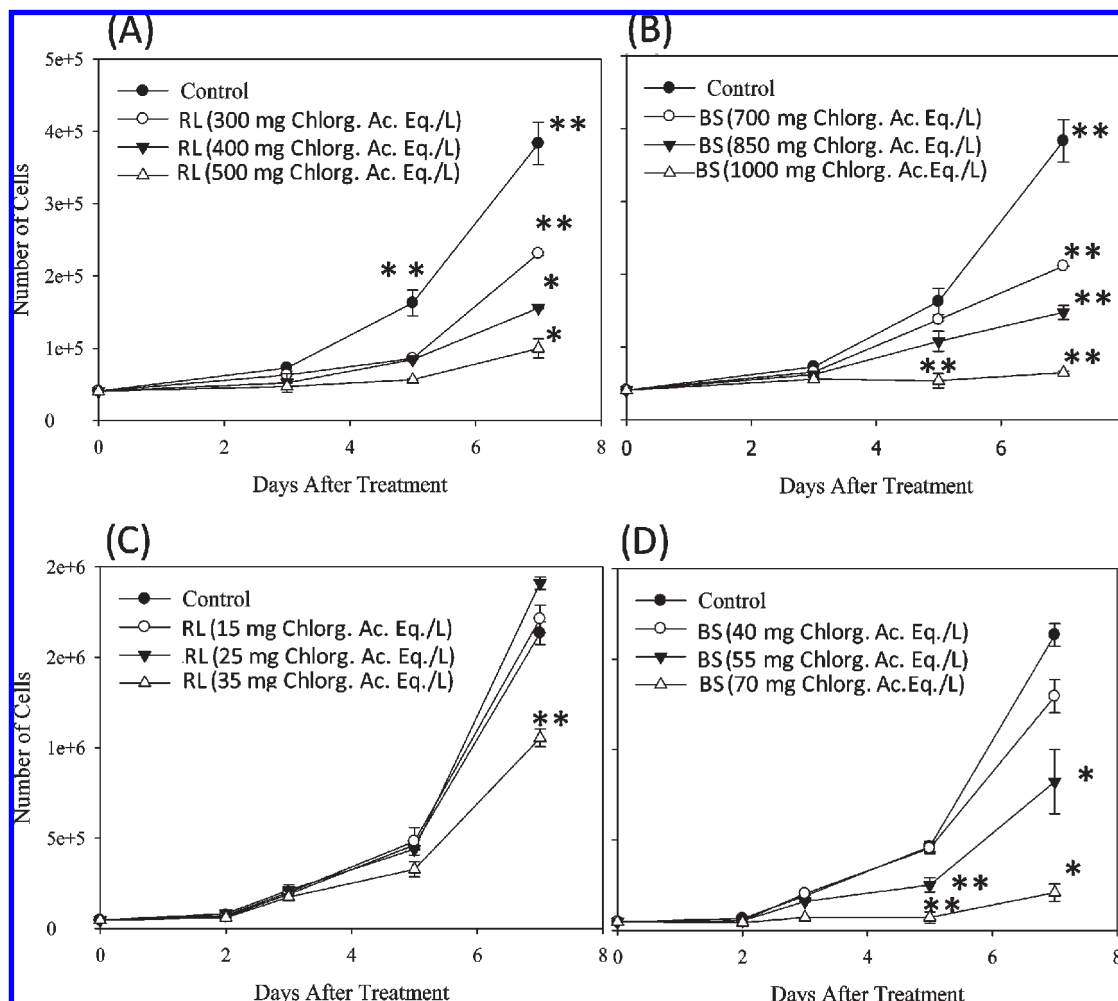 (A)
5e+5
4e+5
3e+5
2e+5
1e+5
0
Number of Cells
Control
RL (300 mg Chlorg. Ac. Eq./L)
RL (400 mg Chlorg. Ac. Eq./L)
RL (500 mg Chlorg. Ac. Eq./L)
**
**
**
*
*
0 2 4 6 8
Days After Treatment
(B)
Control
BS (700 mg Chlorg. Ac. Eq./L)
BS (850 mg Chlorg. Ac. Eq./L)
BS (1000 mg Chlorg. Ac.Eq./L)
**
**
**
**
**
0 2 4 6
Days After Treatment
(C)
2e+6
2e+6
1e+6
5e+5
0
Number of Cells
Control
RL (15 mg Chlorg. Ac. Eq./L)
RL (25 mg Chlorg. Ac. Eq./L)
RL (35 mg Chlorg. Ac. Eq./L)
**
0 2 4 6 8
Days After Treatment
(D)
Control
BS (40 mg Chlorg. Ac. Eq./L)
BS (55 mg Chlorg. Ac. Eq./L)
BS (70 mg Chlorg. Ac.Eq./L)
*
**
**
*
0 2 4 6 8
Days After Treatment